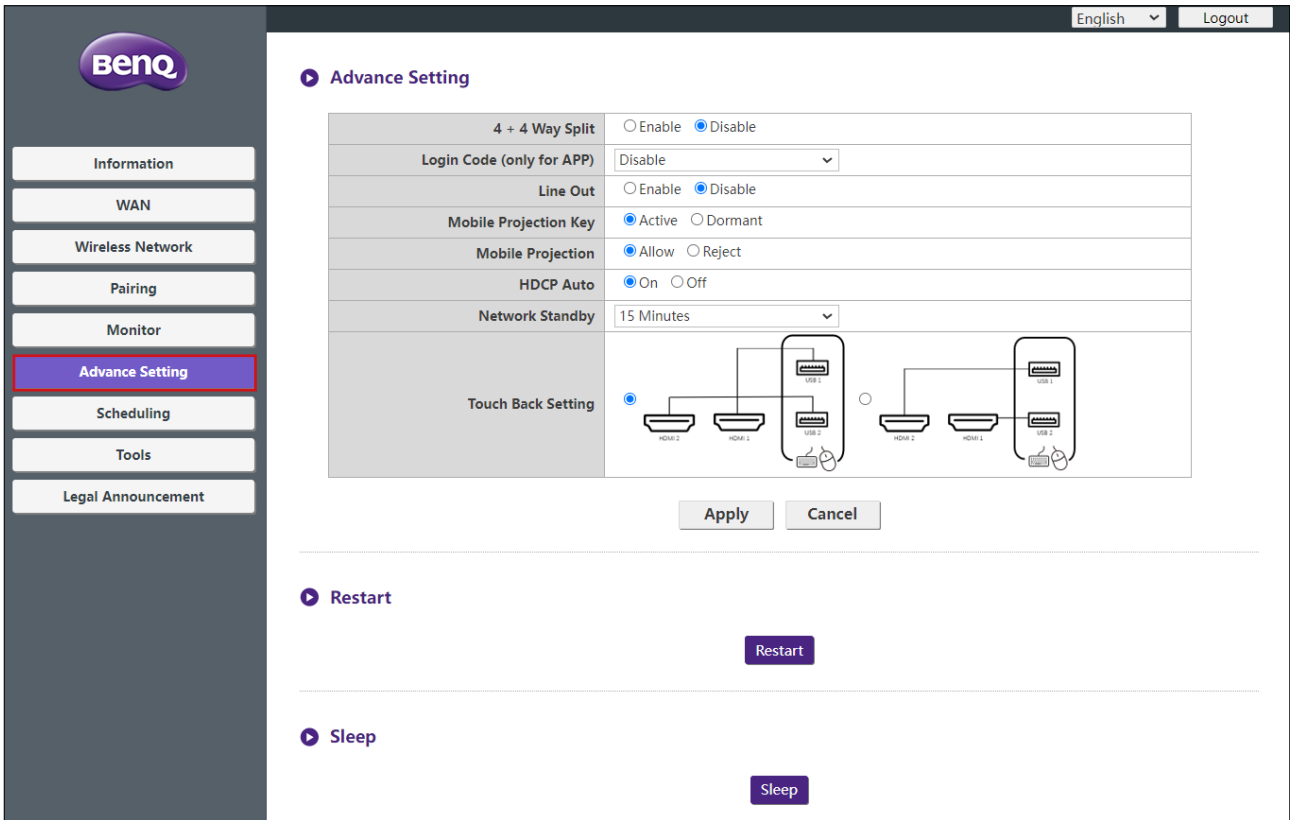 English Logout
BenQ
Advance Setting
4 + 4 Way Split Enable Disable
Information
Login Code (only for APP) Disable
WAN
Line Out Enable Disable
Mobile Projection Key Active Dormant
Wireless Network
Mobile Projection Allow Reject
Pairing
HDCP Auto On Off
Monitor
Network Standby 15 Minutes
Advance Setting
Scheduling
Tools
Legal Announcement
Touch Back Setting
USB 1
HDMI 2 HDMI 1 USB 2
USB 1
HDMI 2 HDMI 1 USB 2
Apply Cancel
Restart
Restart
Sleep
Sleep